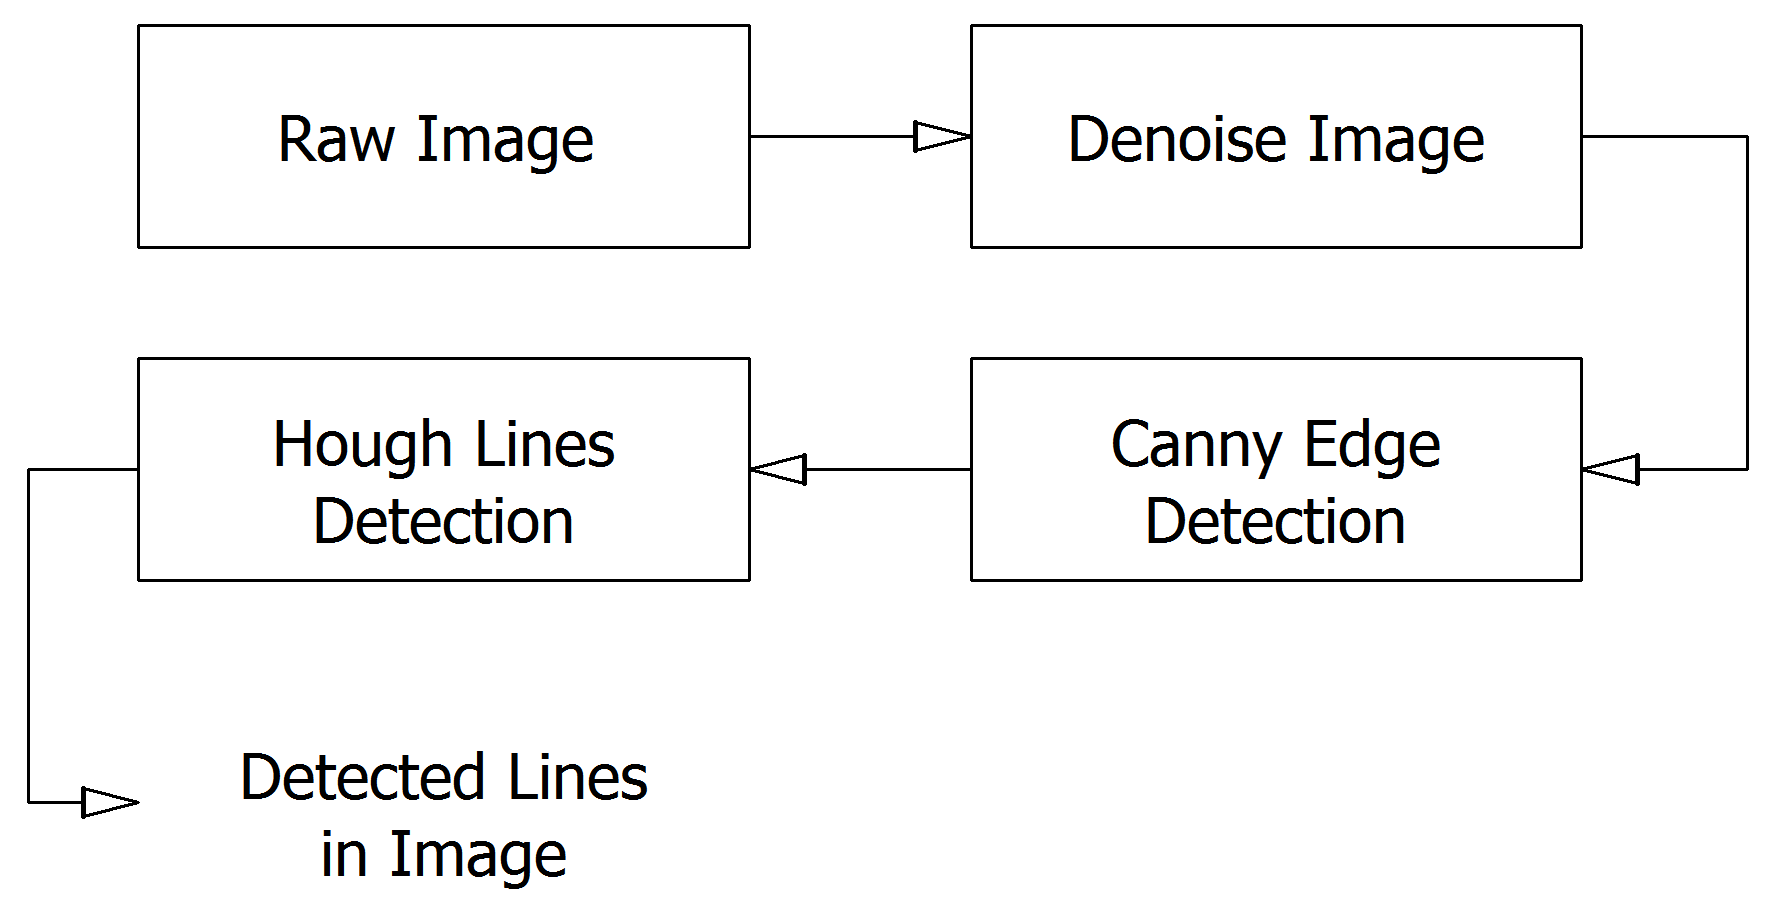 Raw Image
Denoise Image
Canny Edge
Detection
Hough Lines
Detection
Detected Lines
in Image